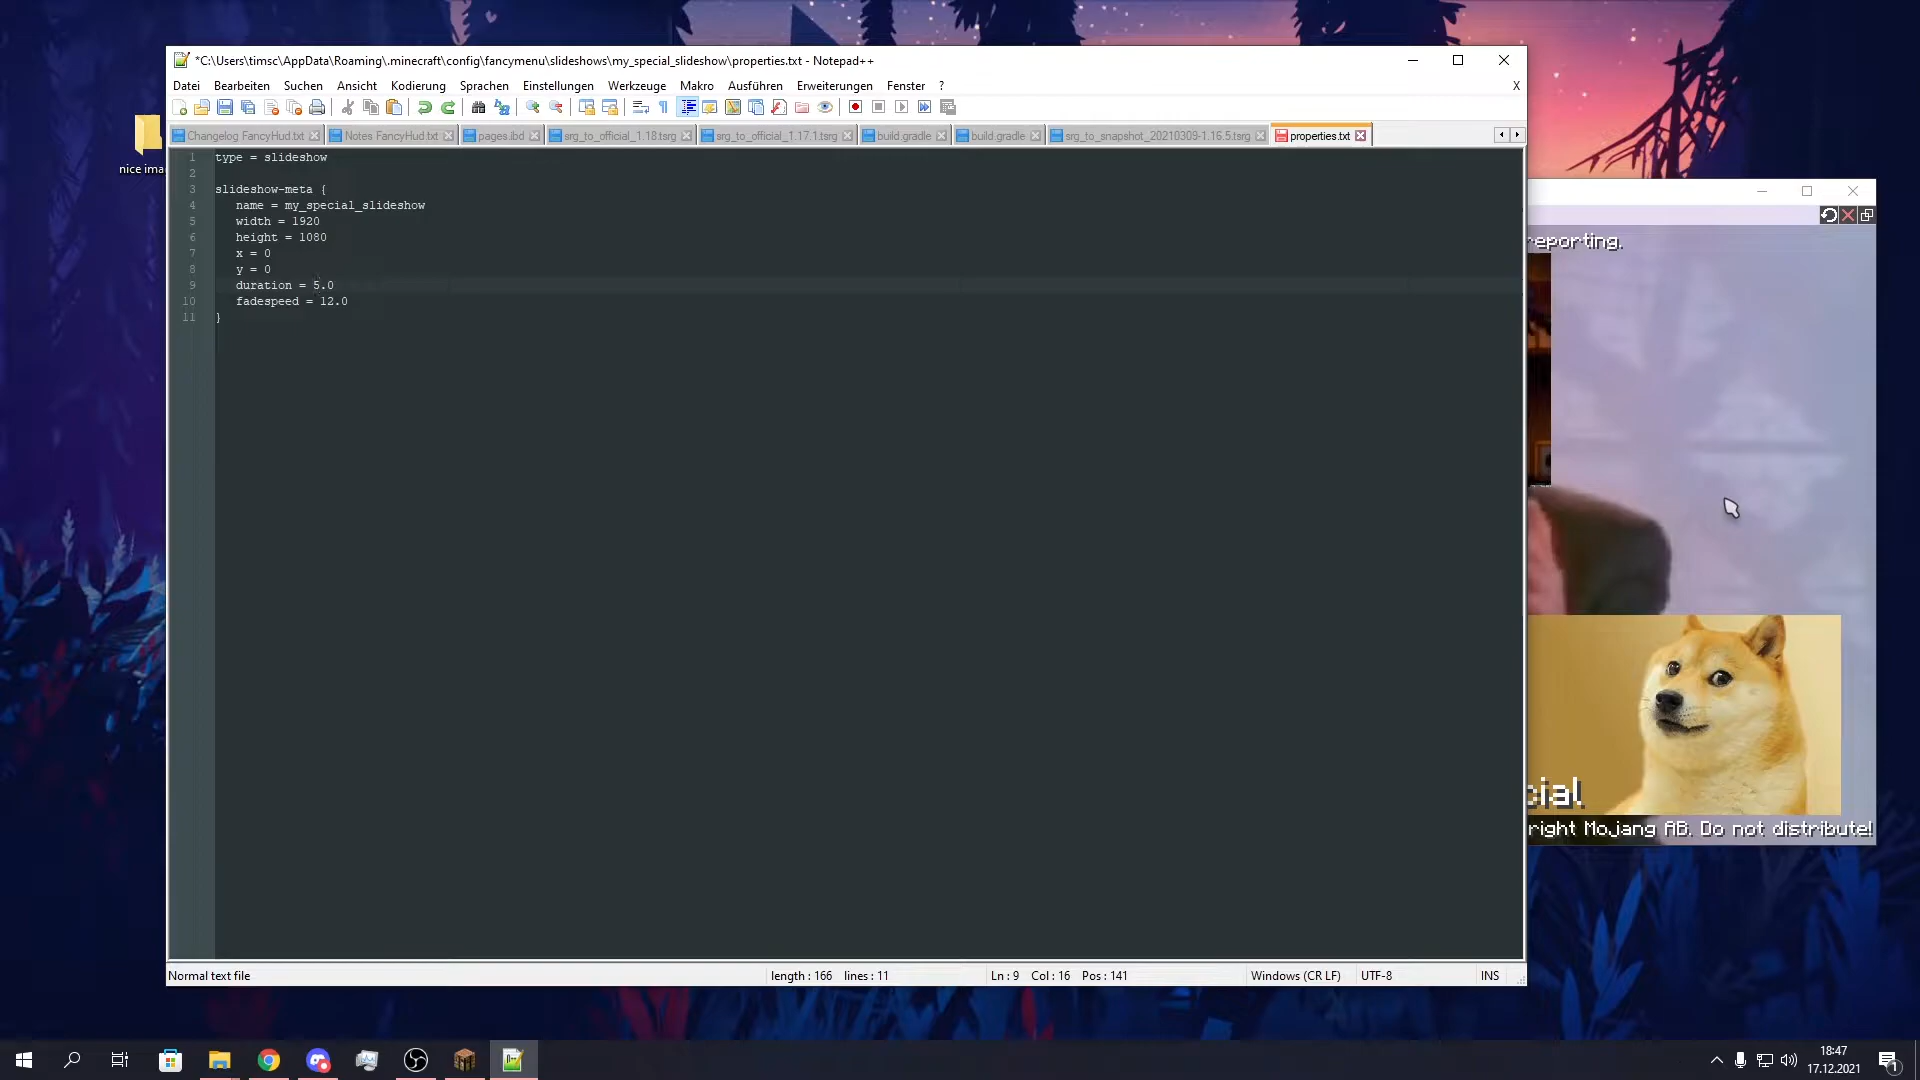 *C:\Users\timsc\AppData\Roaming\.minecraft\config\fancymenu\slideshows\my_special_slideshow\properties.txt - Notepad++
Datei Bearbeiten Suchen Ansicht Kodierung Sprachen Einstellungen Werkzeuge Makro Ausführen Erweiterungen Fenster ? X
Changelog FancyHud.txt Notes FancyHud.txt pages.ibd srg_to_official_1.18.tsrg srg_to_official_1.17.1.tsrg build.gradle build.gradle srg_to_snapshot_20210309-1.16.5.tsrg properties.txt
nice ima
1 type = slideshow
2
3 slideshow-meta {
4 name = my_special_slideshow
5 width = 1920
6 height = 1080
7 x = 0
8 y = 0
9 duration = 5.0
10 fadespeed = 12.0
11 }
reporting.
cial
right Mojang AB. Do not distribute!
Normal text file length : 166 lines : 11 Ln : 9 Col : 16 Pos : 141 Windows (CR LF) UTF-8 INS
18:47
17.12.2021
1